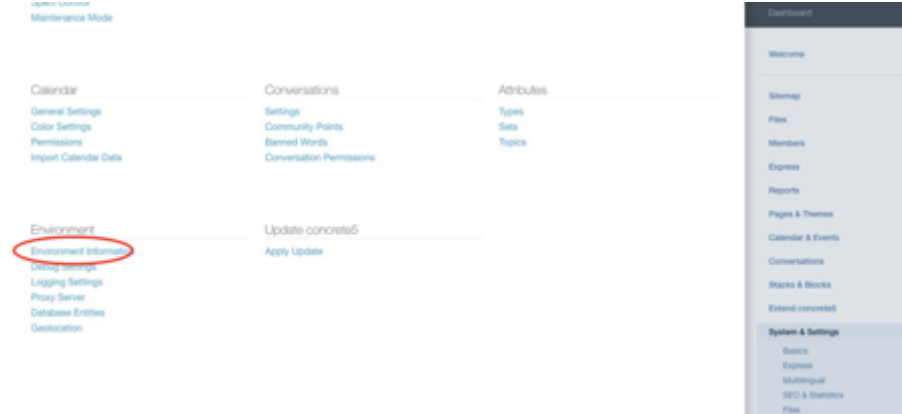 Spam Control
Maintenance Mode
Calendar
General Settings
Color Settings
Permissions
Import Calendar Data
Conversations
Settings
Community Points
Banned Words
Conversation Permissions
Attributes
Types
Sets
Topics
Environment
Environment Information
Debug Settings
Logging Settings
Proxy Server
Database Entities
Geolocation
Update concrete5
Apply Update
Dashboard
Welcome
Sitemap
Files
Members
Express
Reports
Pages & Themes
Calendar & Events
Conversations
Stacks & Blocks
Extend concrete5
System & Settings
Basics
Express
Multilingual
SEO & Statistics
Files